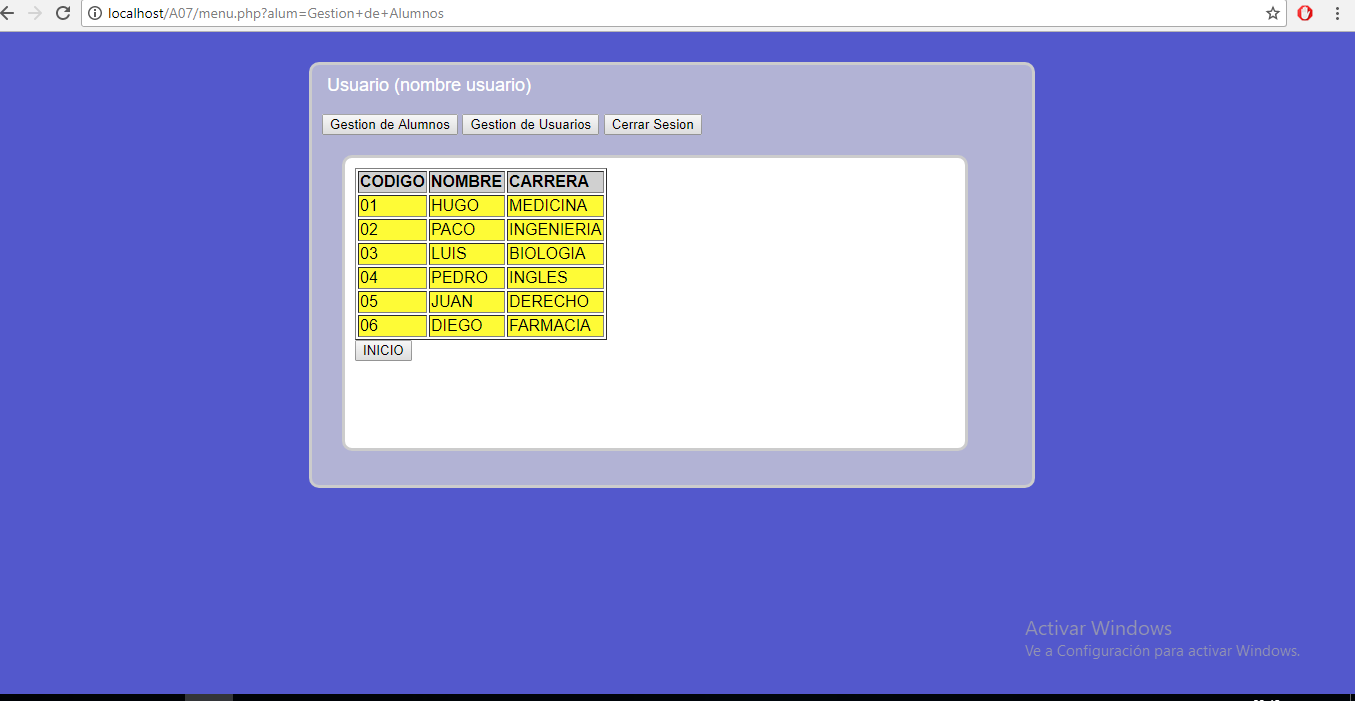 localhost/A07/menu.php?alum=Gestion+de+Alumnos
Usuario (nombre usuario)
Gestion de Alumnos Gestion de Usuarios Cerrar Sesion
CODIGO NOMBRE CARRERA
01 HUGO MEDICINA
02 PACO INGENIERIA
03 LUIS BIOLOGIA
04 PEDRO INGLES
05 JUAN DERECHO
06 DIEGO FARMACIA
INICIO
Activar Windows
Ve a Configuración para activar Windows.